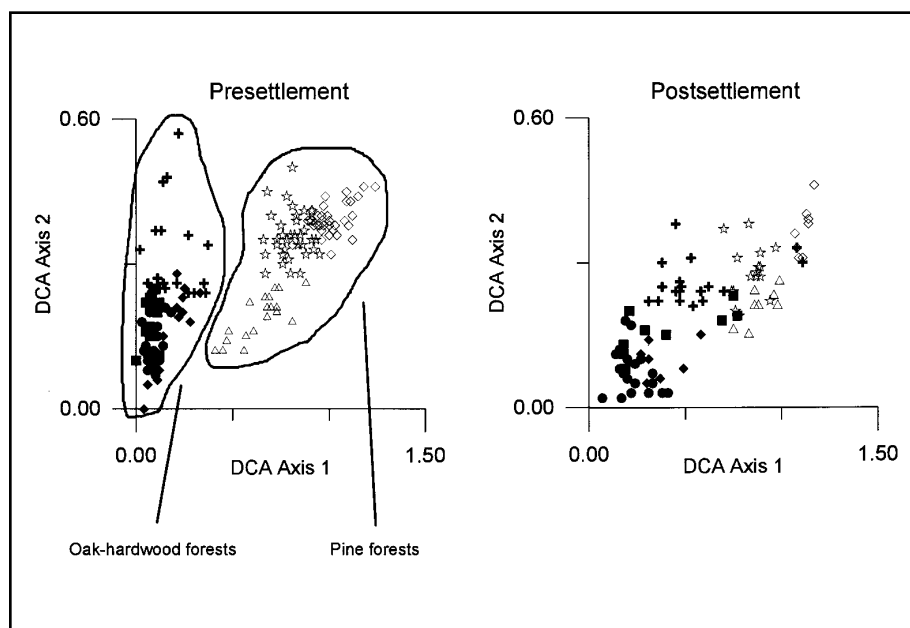 Presettlement
0.60
DCA Axis 2
0.00
0.00
DCA Axis 1
1.50
Oak-hardwood forests
Pine forests
Postsettlement
0.60
DCA Axis 2
0.00
0.00
DCA Axis 1
1.50